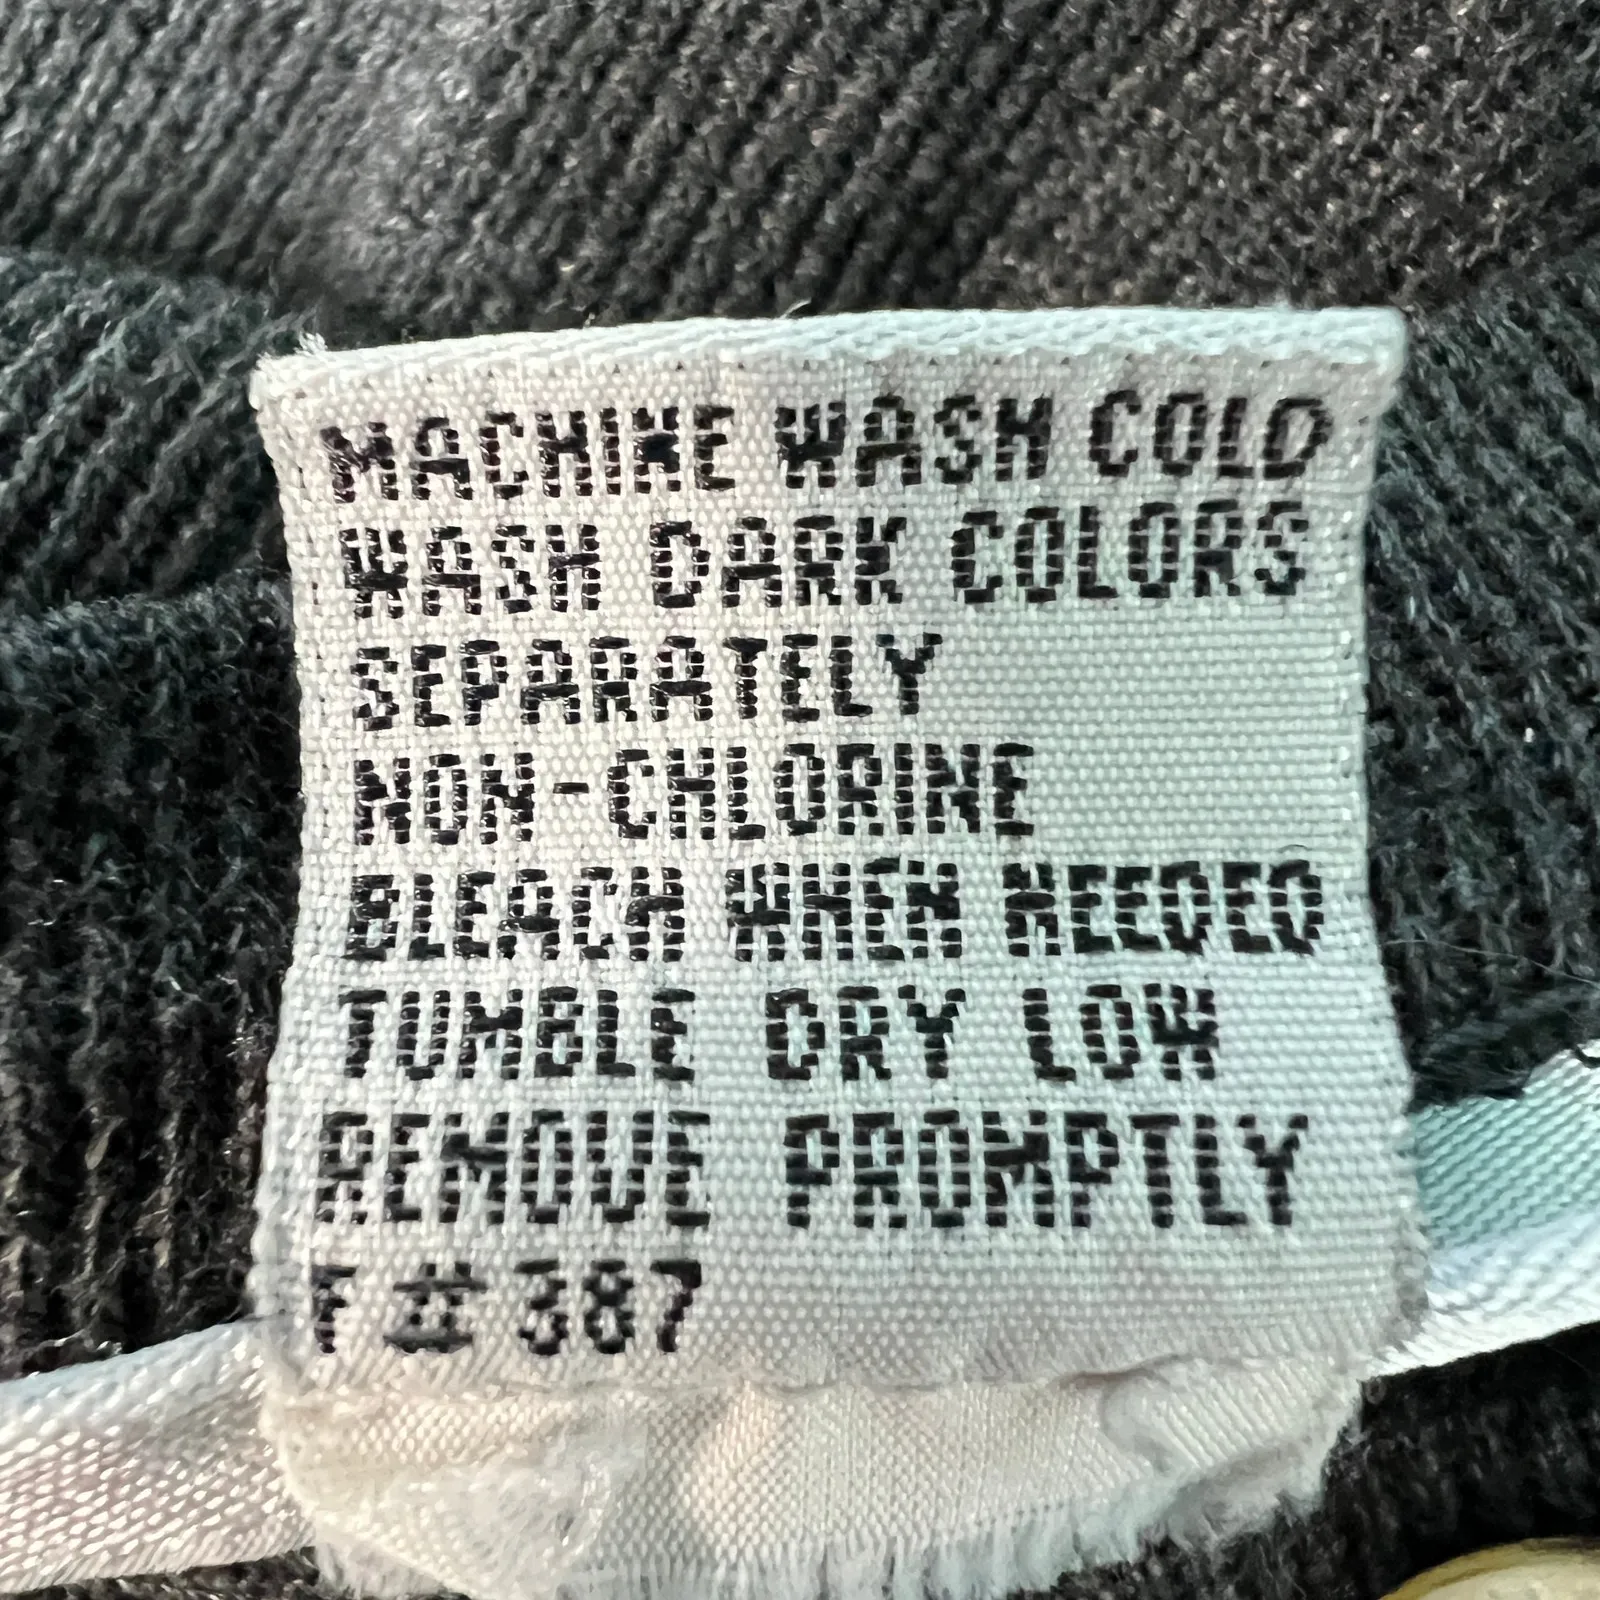 MACHINE WASH COLD
WASH DARK COLORS
SEPARATELY
NON-CHLORINE
BLEACH WHEN NEEDED
TUMBLE DRY LOW
REMOVE PROMPTLY
F#387